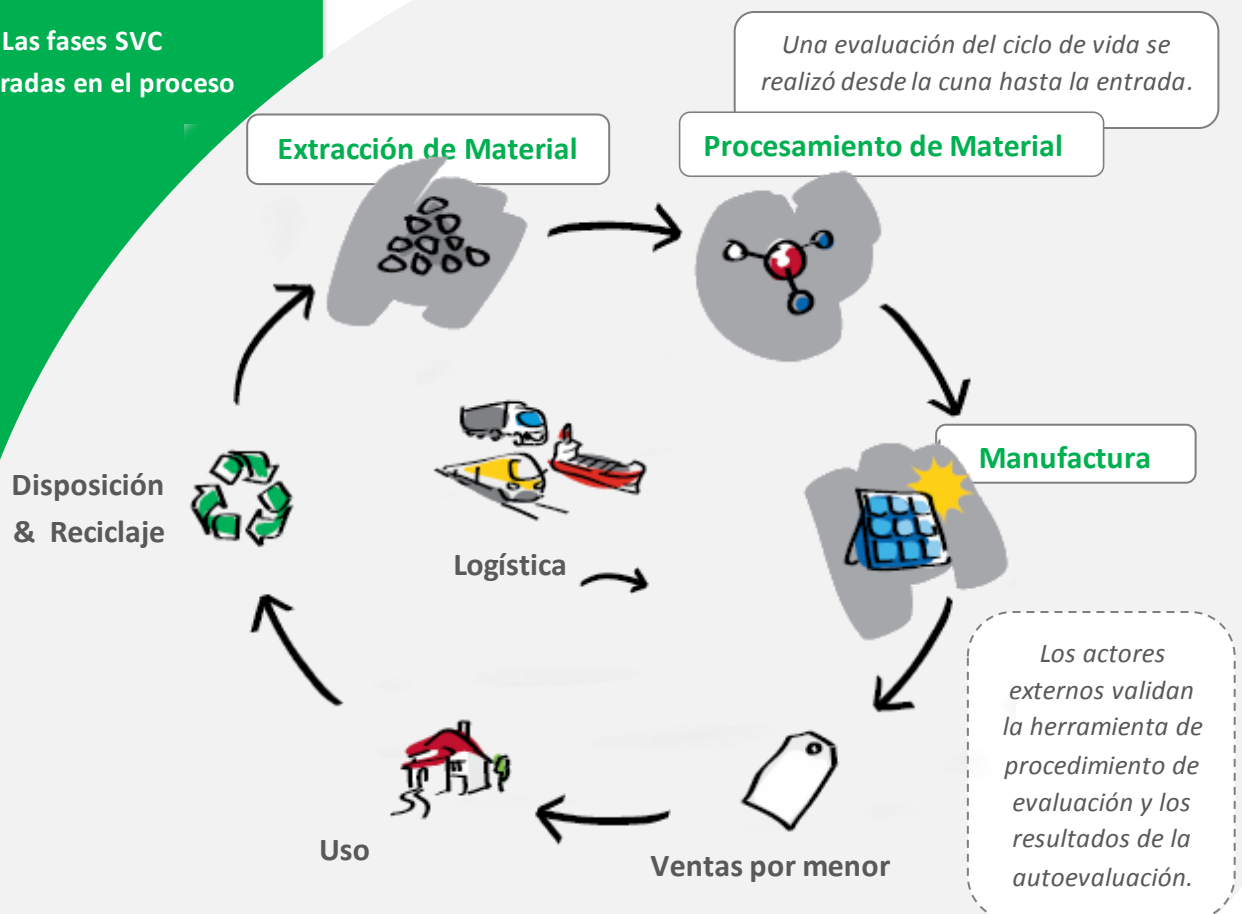 Las fases SVC
radas en el proceso
Una evaluación del ciclo de vida se
realizó desde la cuna hasta la entrada.
Extracción de Material
Procesamiento de Material
Manufactura
Disposición
& Reciclaje
Logística
Los actores
externos validan
la herramienta de
procedimiento de
evaluación y los
resultados de la
autoevaluación.
Uso
Ventas por menor